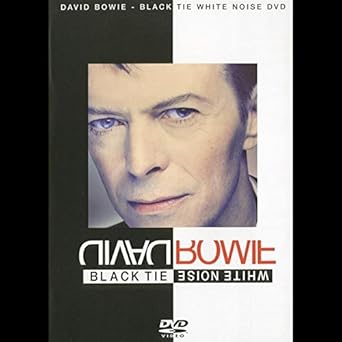 DAVID BOWIE - BLACK TIE WHITE NOISE DVD
DAVID BOWIE
BLACK TIE WHITE NOISE
DVD
VIDEO